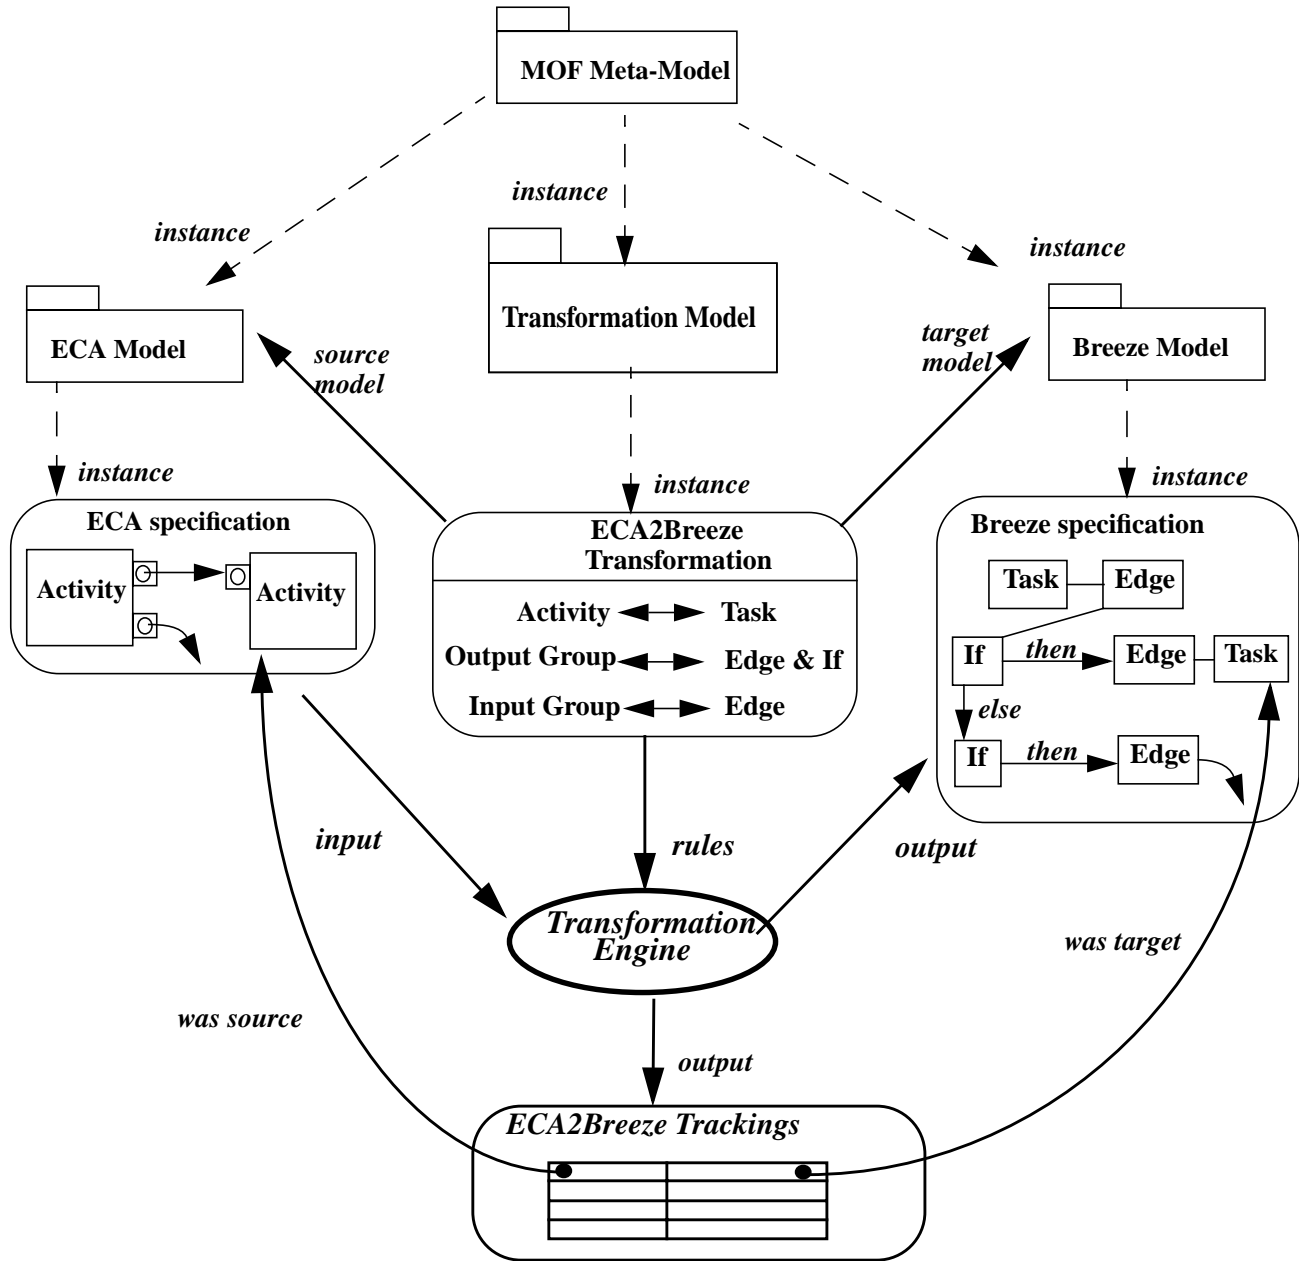 MOF Meta-Model
instance
instance
instance
ECA Model
Transformation Model
Breeze Model
source
model
target
model
instance
instance
instance
ECA specification
Activity
Activity
ECA2Breeze
Transformation
Activity Task
Output Group Edge & If
Input Group Edge
Breeze specification
Task Edge
If then Edge Task
else
If then Edge
input
rules
output
Transformation
Engine
was source
was target
output
ECA2Breeze Trackings